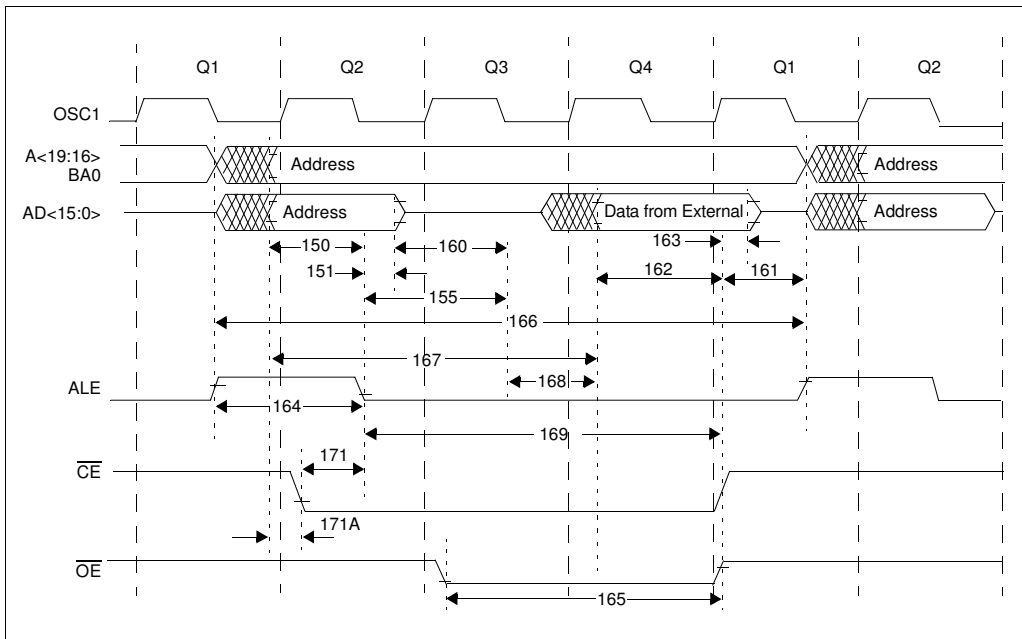 Q1 Q2 Q3 Q4 Q1 Q2
OSC1
A<19:16>
BA0
Address Address
AD<15:0>
Address Data from External Address
150 160 163
151 162 161
155
166
167
168
ALE
164
169
171
CE
171A
OE
165